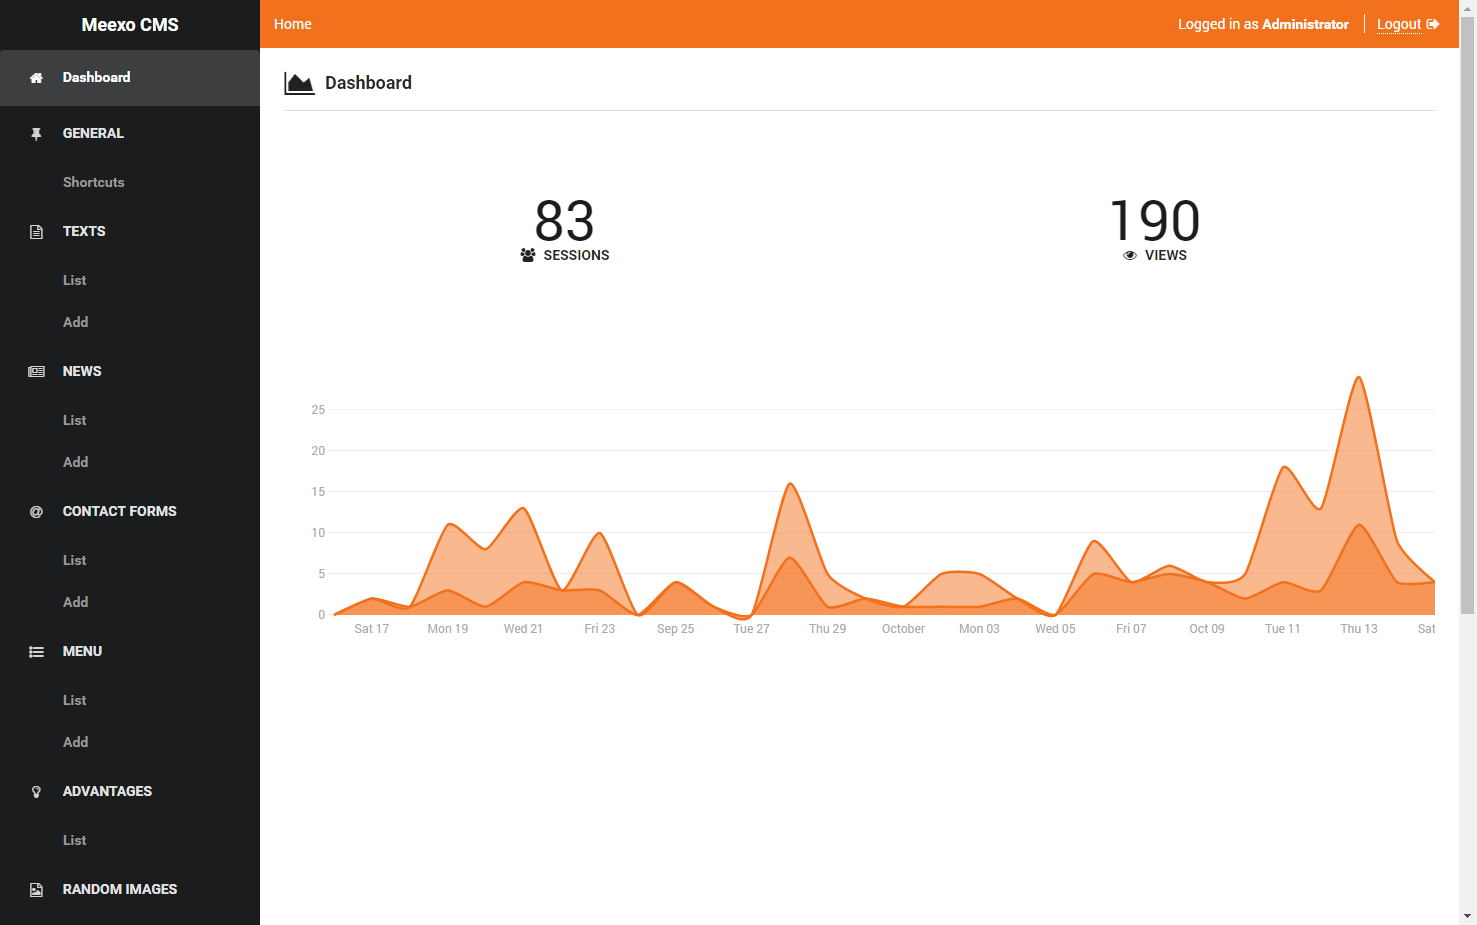 Meexo CMS
Home
Logged in as Administrator
Logout
Dashboard
GENERAL
Shortcuts
TEXTS
List
Add
NEWS
List
Add
@ CONTACT FORMS
List
Add
MENU
List
Add
ADVANTAGES
List
RANDOM IMAGES
Dashboard
83
SESSIONS
190
VIEWS
25
20
15
10
5
0
Sat 17 Mon 19 Wed 21 Fri 23 Sep 25 Tue 27 Thu 29 October Mon 03 Wed 05 Fri 07 Oct 09 Tue 11 Thu 13 Sat